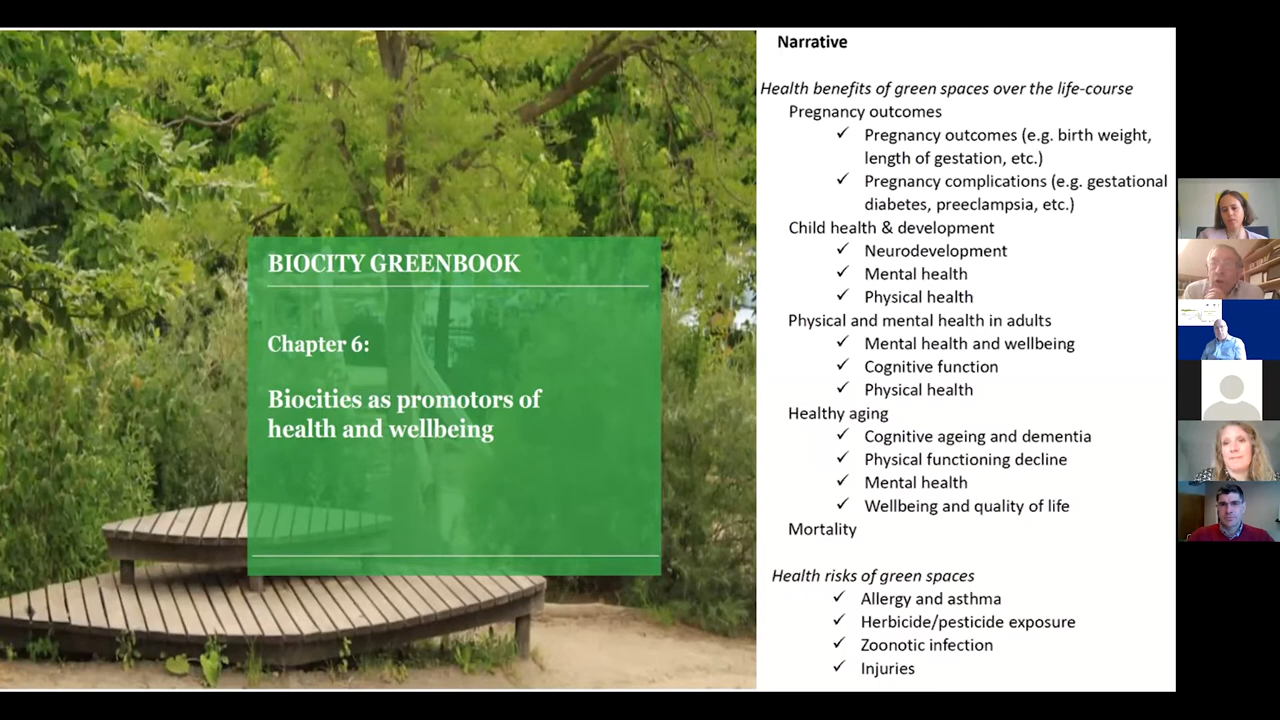 BIOCITY GREENBOOK
Chapter 6:
Biocities as promotors of
health and wellbeing
Narrative
Health benefits of green spaces over the life-course
Pregnancy outcomes
✓ Pregnancy outcomes (e.g. birth weight,
length of gestation, etc.)
✓ Pregnancy complications (e.g. gestational
diabetes, preeclampsia, etc.)
Child health & development
✓ Neurodevelopment
✓ Mental health
✓ Physical health
Physical and mental health in adults
✓ Mental health and wellbeing
✓ Cognitive function
✓ Physical health
Healthy aging
✓ Cognitive ageing and dementia
✓ Physical functioning decline
✓ Mental health
✓ Wellbeing and quality of life
Mortality
Health risks of green spaces
✓ Allergy and asthma
✓ Herbicide/pesticide exposure
✓ Zoonotic infection
✓ Injuries